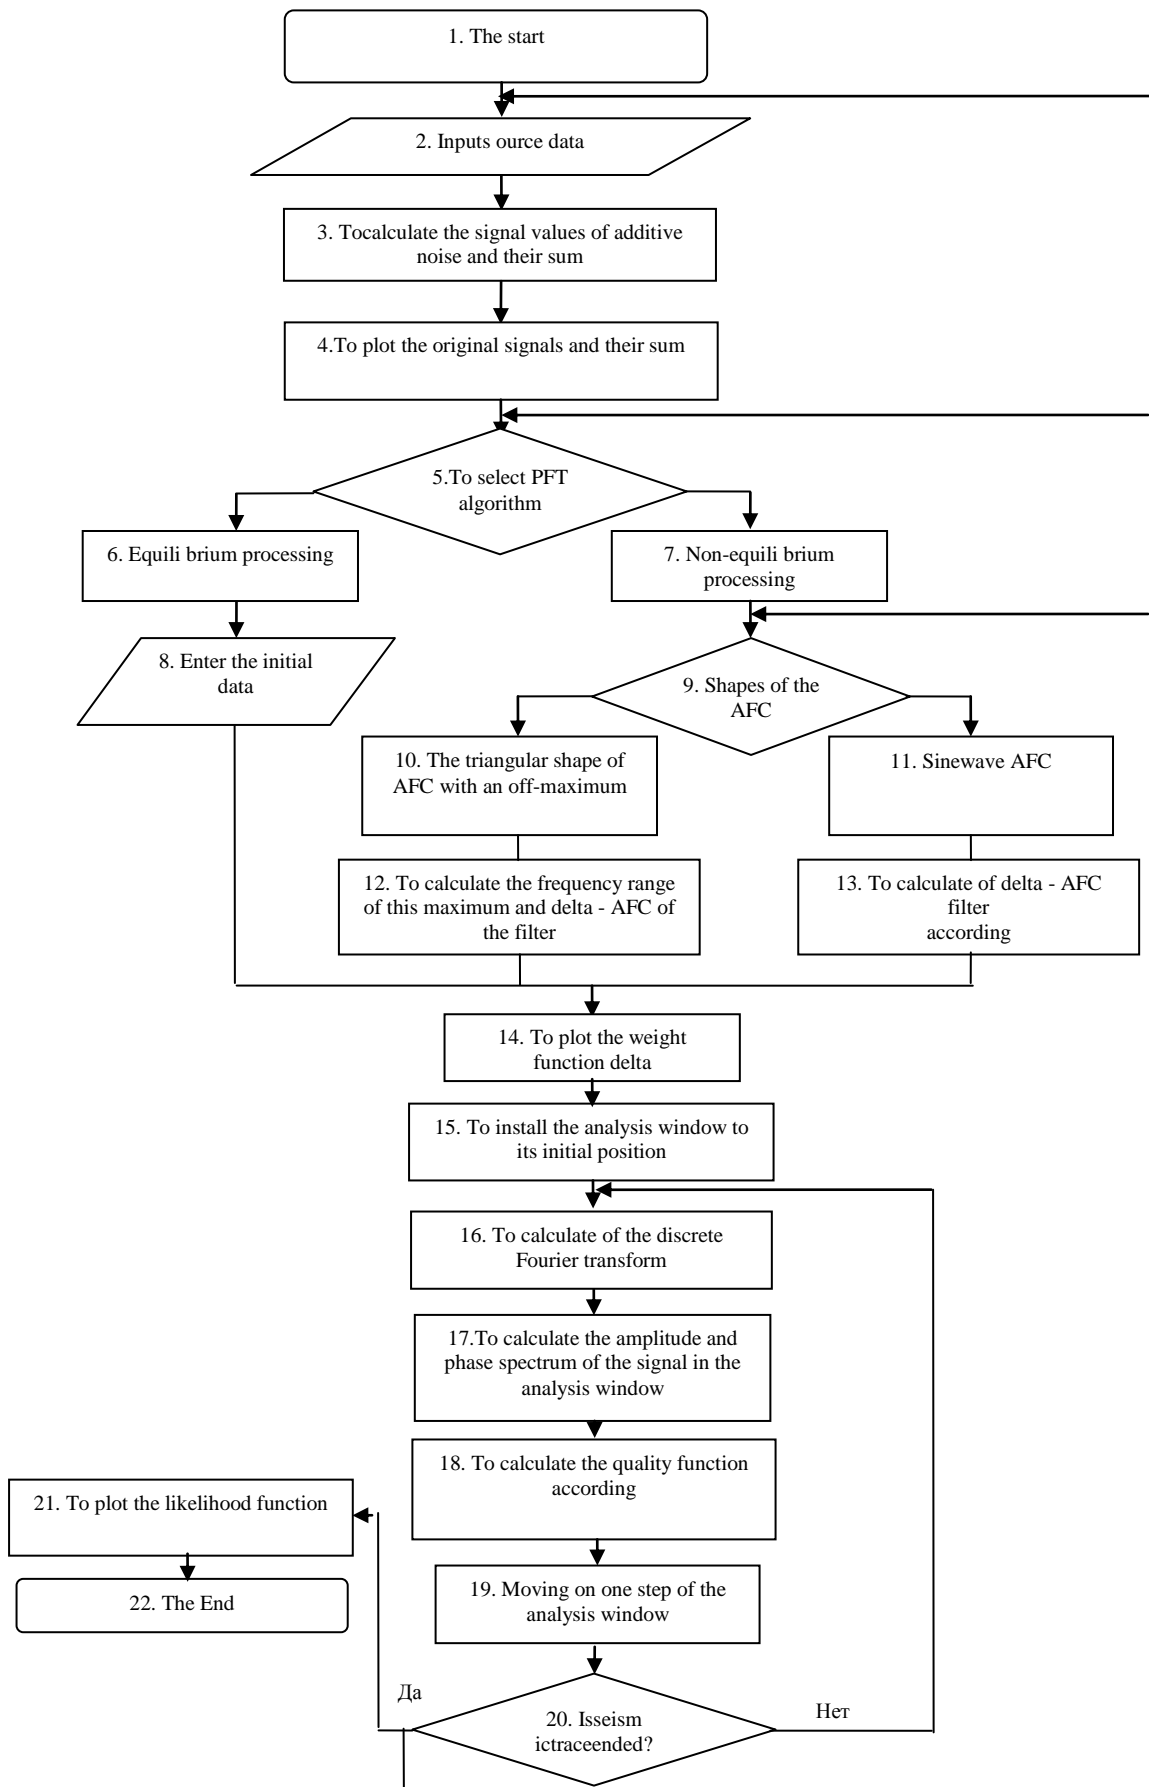 1. The start
2. Inputs ource data
3. Tocalculate the signal values of additive
noise and their sum
4.To plot the original signals and their sum
5.To select PFT
algorithm
6. Equili brium processing
7. Non-equili brium
processing
8. Enter the initial
data
9. Shapes of the
AFC
10. The triangular shape of
AFC with an off-maximum
11. Sinewave AFC
12. To calculate the frequency range
of this maximum and delta - AFC of
the filter
13. To calculate of delta - AFC
filter
according
14. To plot the weight
function delta
15. To install the analysis window to
its initial position
16. To calculate of the discrete
Fourier transform
17.To calculate the amplitude and
phase spectrum of the signal in the
analysis window
18. To calculate the quality function
according
21. To plot the likelihood function
19. Moving on one step of the
analysis window
22. The End
Да
Нет
20. Isseism
ictraceended?